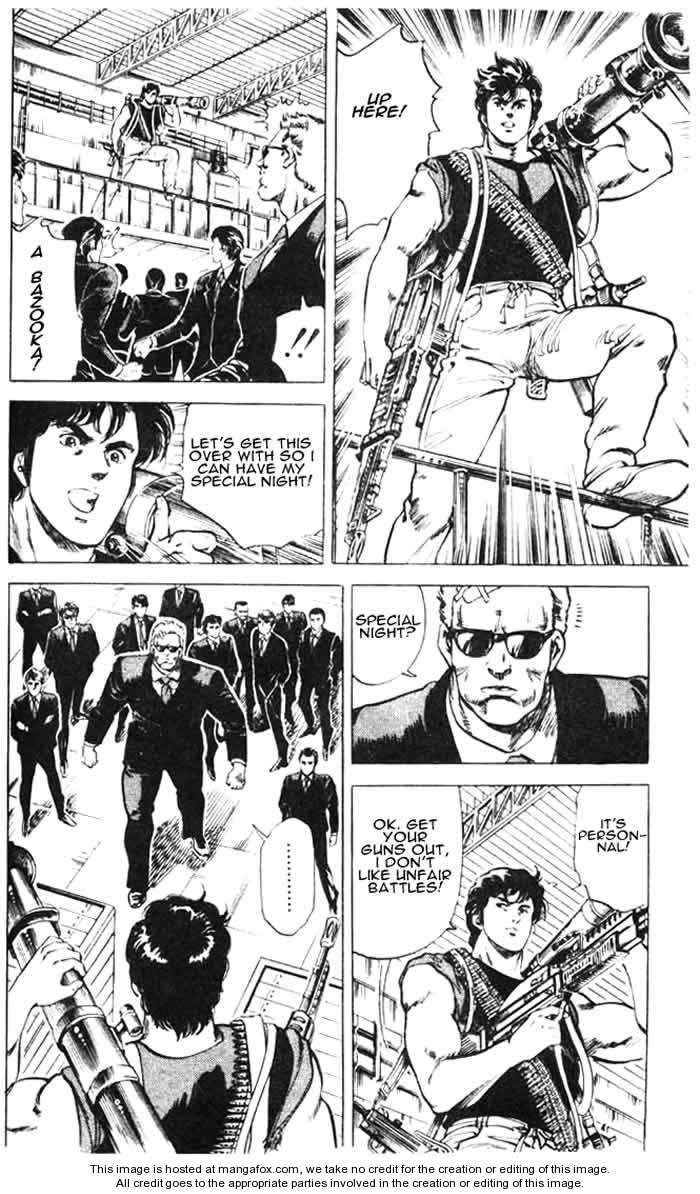 UP
HERE!
A
BAZOOKA!
!!
LET'S GET THIS
OVER WITH SO I
CAN HAVE MY
SPECIAL NIGHT!
SPECIAL
NIGHT?
........
IT'S
PERSON-
NAL!
OK, GET
YOUR
GUNS OUT,
I DON'T
LIKE UNFAIR
BATTLES!
This image is hosted at mangafox.com, we take no credit for the creation or editing of this image.
All credit goes to the appropriate parties involved in the creation or editing of this image.